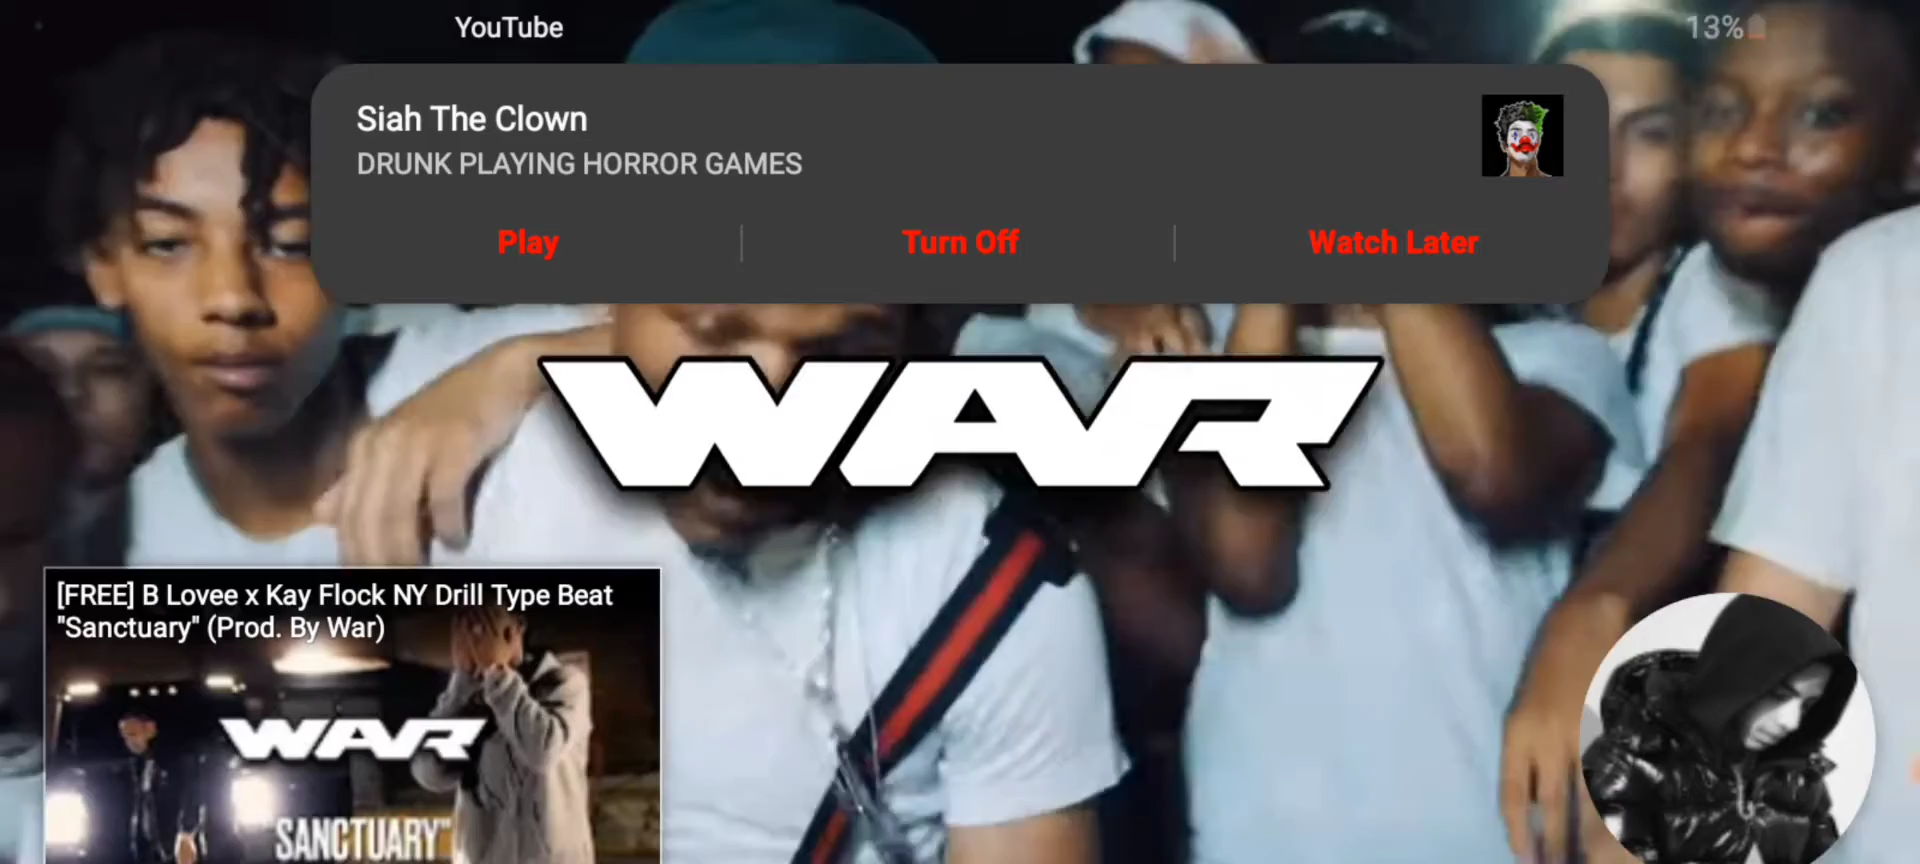 YouTube
13%
Siah The Clown
DRUNK PLAYING HORROR GAMES
Play
Turn Off
Watch Later
WAR
[FREE] B Lovee x Kay Flock NY Drill Type Beat
"Sanctuary" (Prod. By War)
WAR
SANCTUARY"